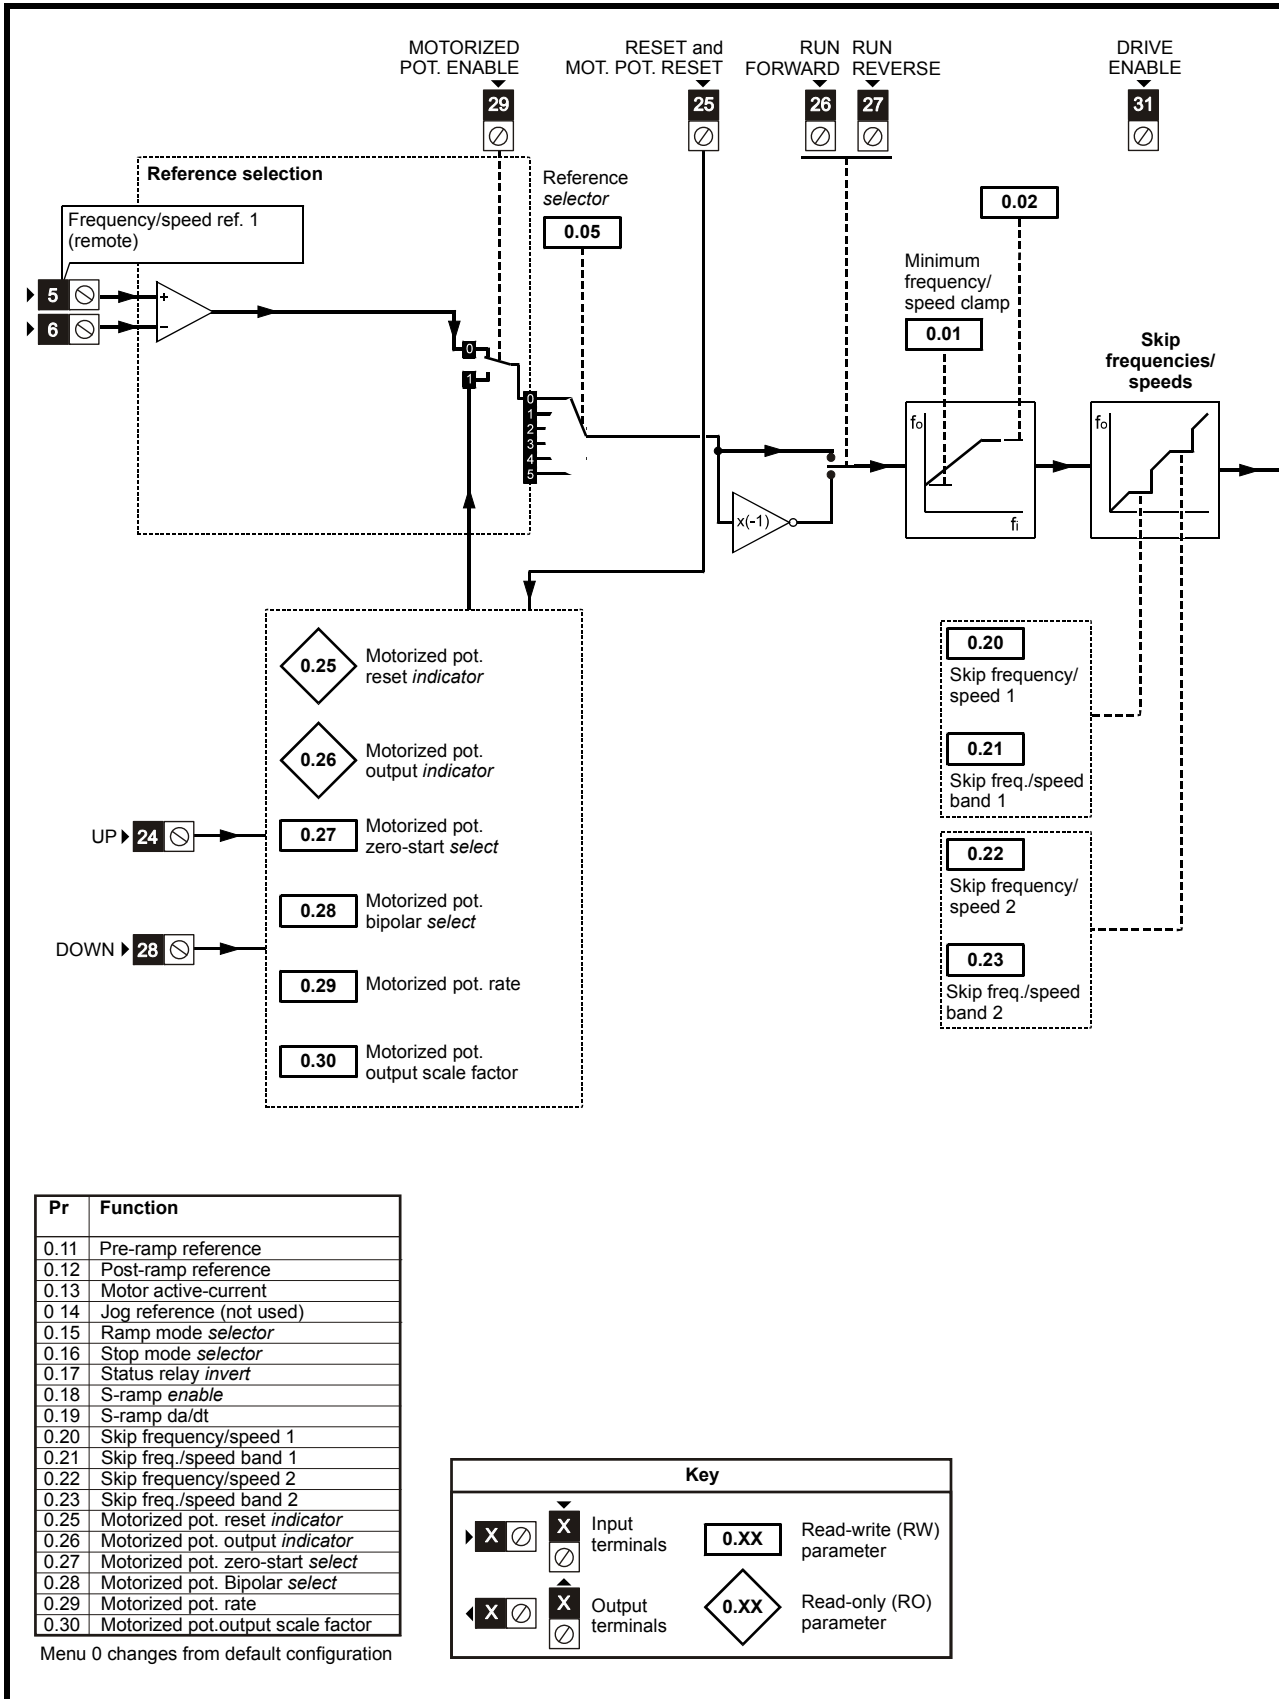 MOTORIZED
POT. ENABLE
29
RESET and
MOT. POT. RESET
25
RUN
FORWARD
26
RUN
REVERSE
27
DRIVE
ENABLE
31
Reference selection
Frequency/speed ref. 1
(remote)
5
6
+
−
0
1
0
1
2
3
4
5
Reference
selector
0.05
x(-1)
0.02
Minimum
frequency/
speed clamp
0.01
fo
fi
Skip
frequencies/
speeds
fo
0.25
Motorized pot.
reset indicator
0.26
Motorized pot.
output indicator
UP
24
0.27
Motorized pot.
zero-start select
0.28
Motorized pot.
bipolar select
DOWN
28
0.29
Motorized pot. rate
0.30
Motorized pot.
output scale factor
0.20
Skip frequency/
speed 1
0.21
Skip freq./speed
band 1
0.22
Skip frequency/
speed 2
0.23
Skip freq./speed
band 2
Pr Function
0.11 Pre-ramp reference
0.12 Post-ramp reference
0.13 Motor active-current
0 14 Jog reference (not used)
0.15 Ramp mode selector
0.16 Stop mode selector
0.17 Status relay invert
0.18 S-ramp enable
0.19 S-ramp da/dt
0.20 Skip frequency/speed 1
0.21 Skip freq./speed band 1
0.22 Skip frequency/speed 2
0.23 Skip freq./speed band 2
0.25 Motorized pot. reset indicator
0.26 Motorized pot. output indicator
0.27 Motorized pot. zero-start select
0.28 Motorized pot. Bipolar select
0.29 Motorized pot. rate
0.30 Motorized pot.output scale factor
Menu 0 changes from default configuration
Key
X
X
Input
terminals
0.XX
Read-write (RW)
parameter
X
X
Output
terminals
0.XX
Read-only (RO)
parameter